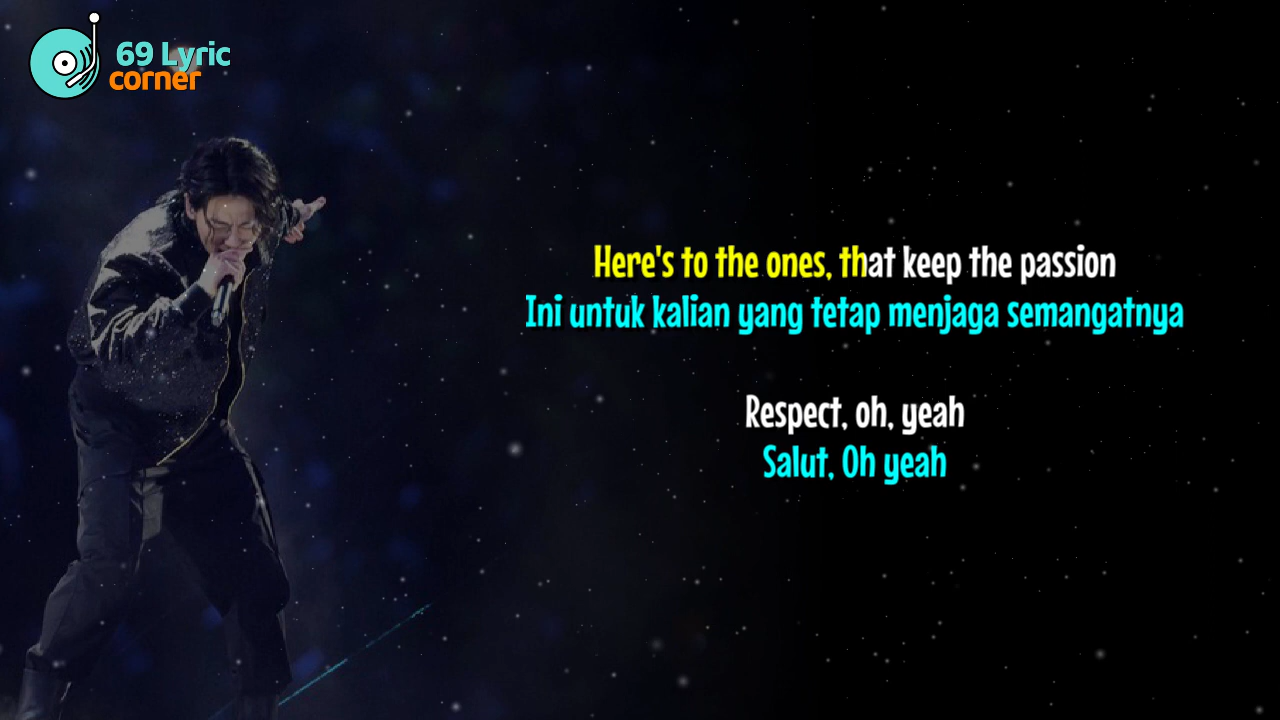 69 Lyric
corner
Here's to the ones, that keep the passion
Ini untuk kalian yang tetap menjaga semangatnya
Respect, oh, yeah
Salut, Oh yeah